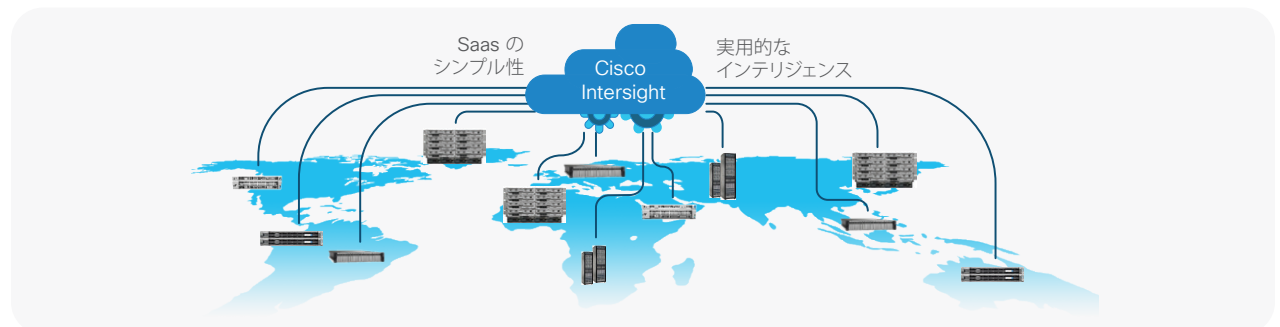 Saas の
シンプル性
Cisco
Intersight
実用的な
インテリジェンス